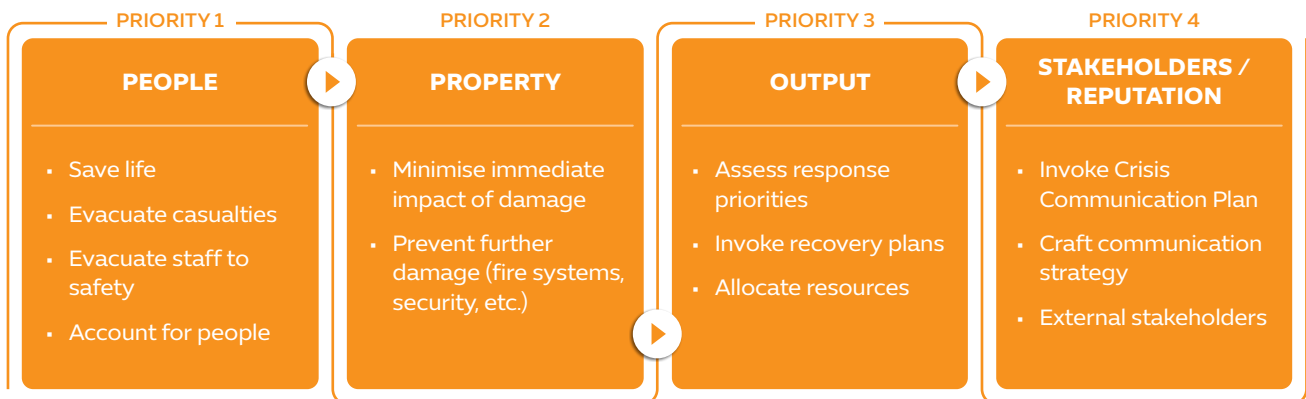 PRIORITY 1
PEOPLE
▪ Save life
▪ Evacuate casualties
▪ Evacuate staff to
safety
▪ Account for people
PRIORITY 2
PROPERTY
▪ Minimise immediate
impact of damage
▪ Prevent further
damage (fire systems,
security, etc.)
PRIORITY 3
OUTPUT
▪ Assess response
priorities
▪ Invoke recovery plans
▪ Allocate resources
PRIORITY 4
STAKEHOLDERS /
REPUTATION
▪ Invoke Crisis
Communication Plan
▪ Craft communication
strategy
▪ External stakeholders